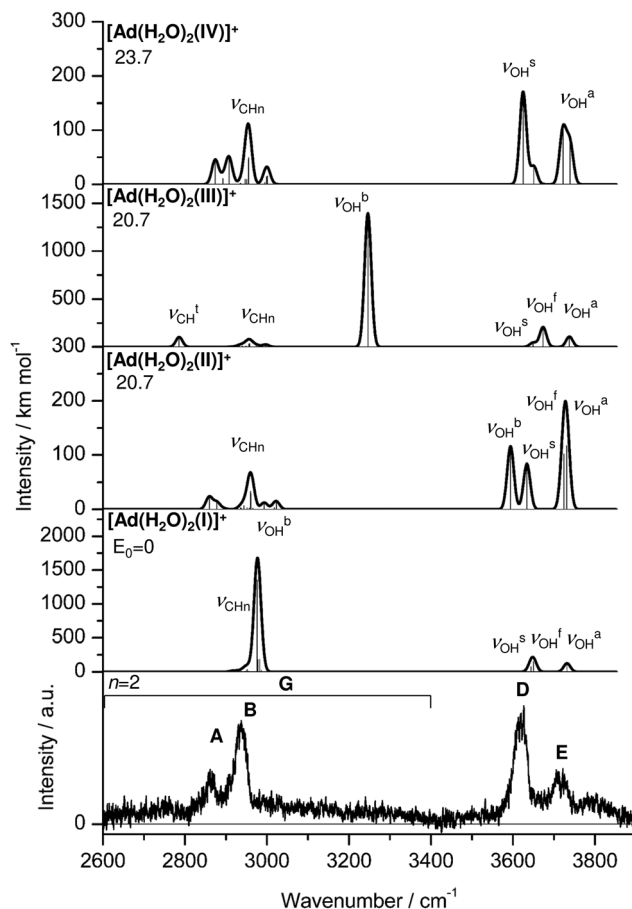 [Ad(H₂O)₂(IV)]⁺
23.7
300
200
100
0
νCHn
νOHˢ
νOHᵃ
[Ad(H₂O)₂(III)]⁺
20.7
1500
1000
500
300
νCHᵗ
νCHn
νOHᵇ
νOHˢ
νOHᶠ
νOHᵃ
[Ad(H₂O)₂(II)]⁺
20.7
200
100
0
νCHn
νOHᵇ
νOHˢ
νOHᶠ
νOHᵃ
[Ad(H₂O)₂(I)]⁺
E₀=0
2000
1500
1000
500
0
νCHn
νOHᵇ
νOHˢ
νOHᶠ
νOHᵃ
Intensity / km mol⁻¹
n=2
G
A
B
D
E
0
Intensity / a.u.
2600 2800 3000 3200 3400 3600 3800
Wavenumber / cm⁻¹